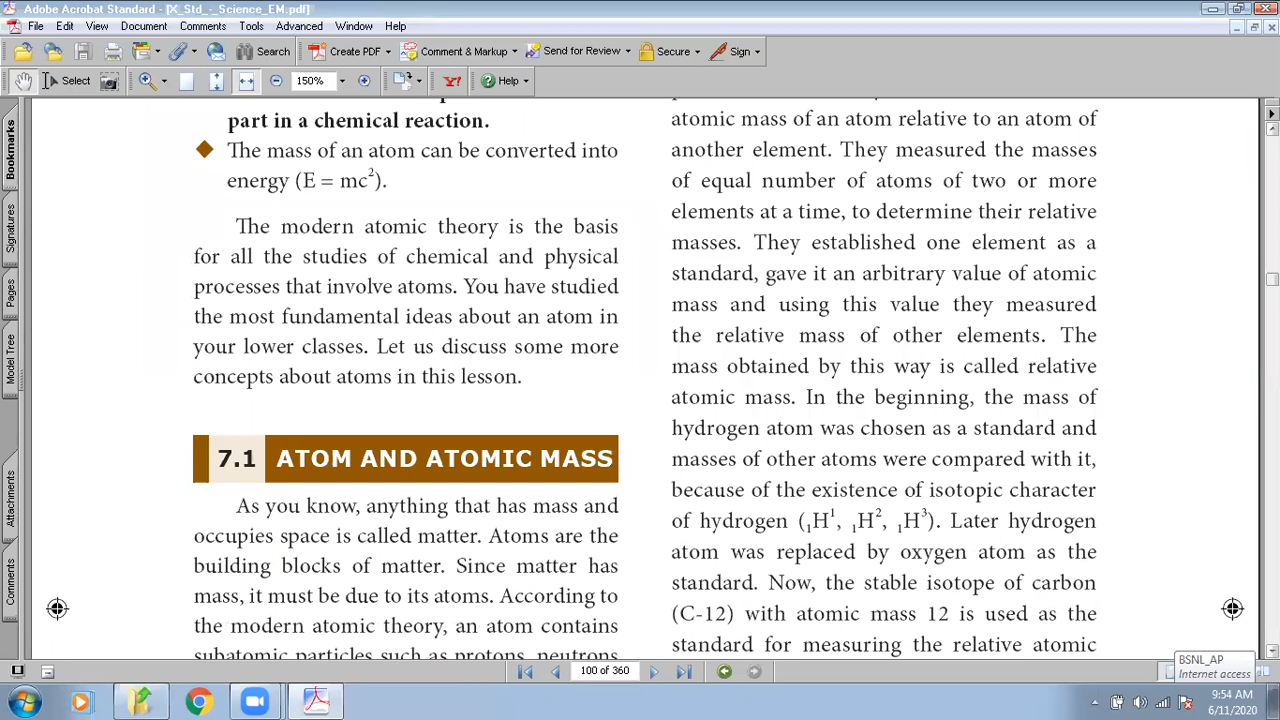 Adobe Acrobat Standard - [X_Std_-_Science_EM.pdf]
File Edit View Document Comments Tools Advanced Window Help
Search Create PDF Comment & Markup Send for Review Secure Sign
Select 150% Y! Help
Bookmarks
Signatures
Pages
Model Tree
Attachments
Comments
part in a chemical reaction.
The mass of an atom can be converted into
energy (E = mc²).
The modern atomic theory is the basis
for all the studies of chemical and physical
processes that involve atoms. You have studied
the most fundamental ideas about an atom in
your lower classes. Let us discuss some more
concepts about atoms in this lesson.
7.1 ATOM AND ATOMIC MASS
As you know, anything that has mass and
occupies space is called matter. Atoms are the
building blocks of matter. Since matter has
mass, it must be due to its atoms. According to
the modern atomic theory, an atom contains
subatomic particles such as protons, neutrons
atomic mass of an atom relative to an atom of
another element. They measured the masses
of equal number of atoms of two or more
elements at a time, to determine their relative
masses. They established one element as a
standard, gave it an arbitrary value of atomic
mass and using this value they measured
the relative mass of other elements. The
mass obtained by this way is called relative
atomic mass. In the beginning, the mass of
hydrogen atom was chosen as a standard and
masses of other atoms were compared with it,
because of the existence of isotopic character
of hydrogen (₁H¹, ₁H², ₁H³). Later hydrogen
atom was replaced by oxygen atom as the
standard. Now, the stable isotope of carbon
(C-12) with atomic mass 12 is used as the
standard for measuring the relative atomic
100 of 360
BSNL_AP
Internet access
9:54 AM
6/11/2020